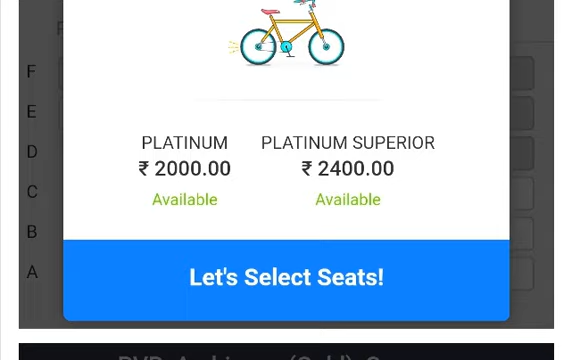 F
E
D
C
B
A
PLATINUM PLATINUM SUPERIOR
₹ 2000.00 ₹ 2400.00
Available Available
Let's Select Seats!